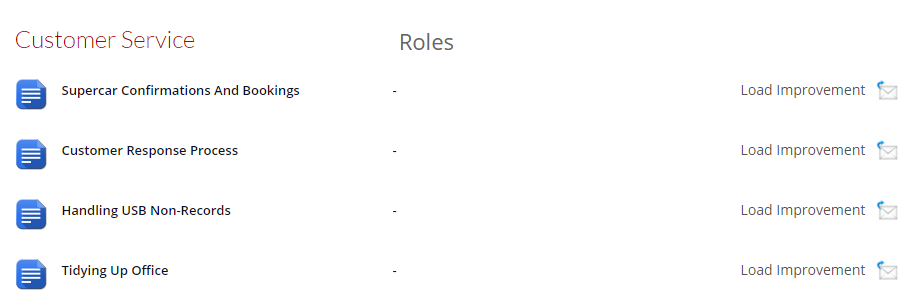 Customer Service Roles
Supercar Confirmations And Bookings - Load Improvement
Customer Response Process - Load Improvement
Handling USB Non-Records - Load Improvement
Tidying Up Office - Load Improvement